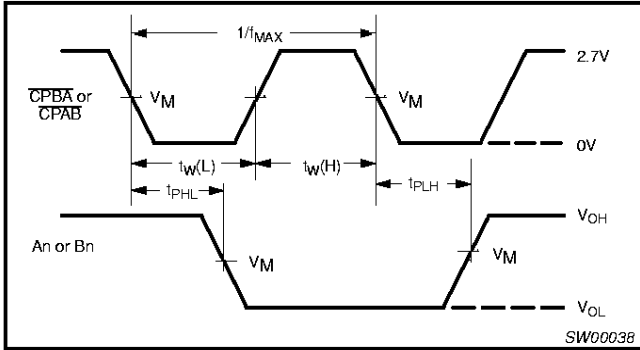 1/fMAX
2.7V
CPBA or
CPAB
VM
VM
0V
tW(L)
tW(H)
tPHL
tPLH
VOH
An or Bn
VM
VM
VOL
SW00038